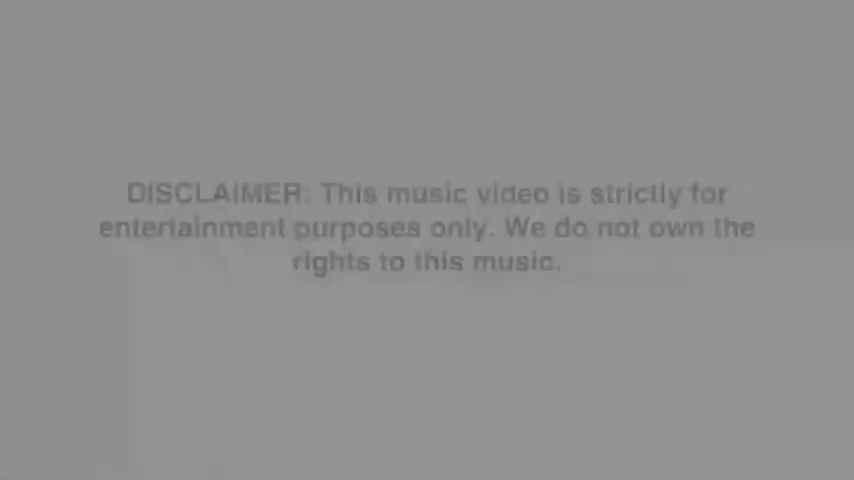 DISCLAIMER: This music video is strictly for
entertainment purposes only. We do not own the
rights to this music.